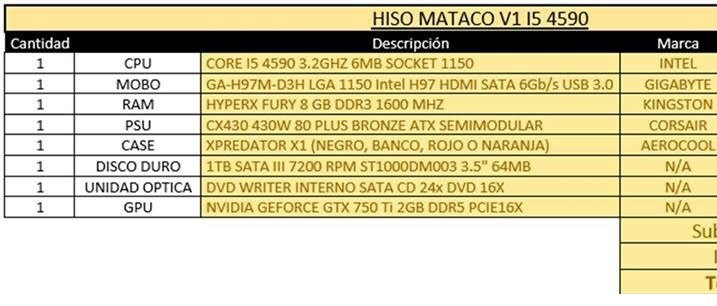 HISO MATACO V1 I5 4590
Cantidad Descripción Marca
1 CPU CORE I5 4590 3.2GHZ 6MB SOCKET 1150 INTEL
1 MOBO GA-H97M-D3H LGA 1150 Intel H97 HDMI SATA 6Gb/s USB 3.0 GIGABYTE
1 RAM HYPERX FURY 8 GB DDR3 1600 MHZ KINGSTON
1 PSU CX430 430W 80 PLUS BRONZE ATX SEMIMODULAR CORSAIR
1 CASE XPREDATOR X1 (NEGRO, BANCO, ROJO O NARANJA) AEROCOOL
1 DISCO DURO 1TB SATA III 7200 RPM ST1000DM003 3.5" 64MB N/A
1 UNIDAD OPTICA DVD WRITER INTERNO SATA CD 24x DVD 16X N/A
1 GPU NVIDIA GEFORCE GTX 750 Ti 2GB DDR5 PCIE16X N/A